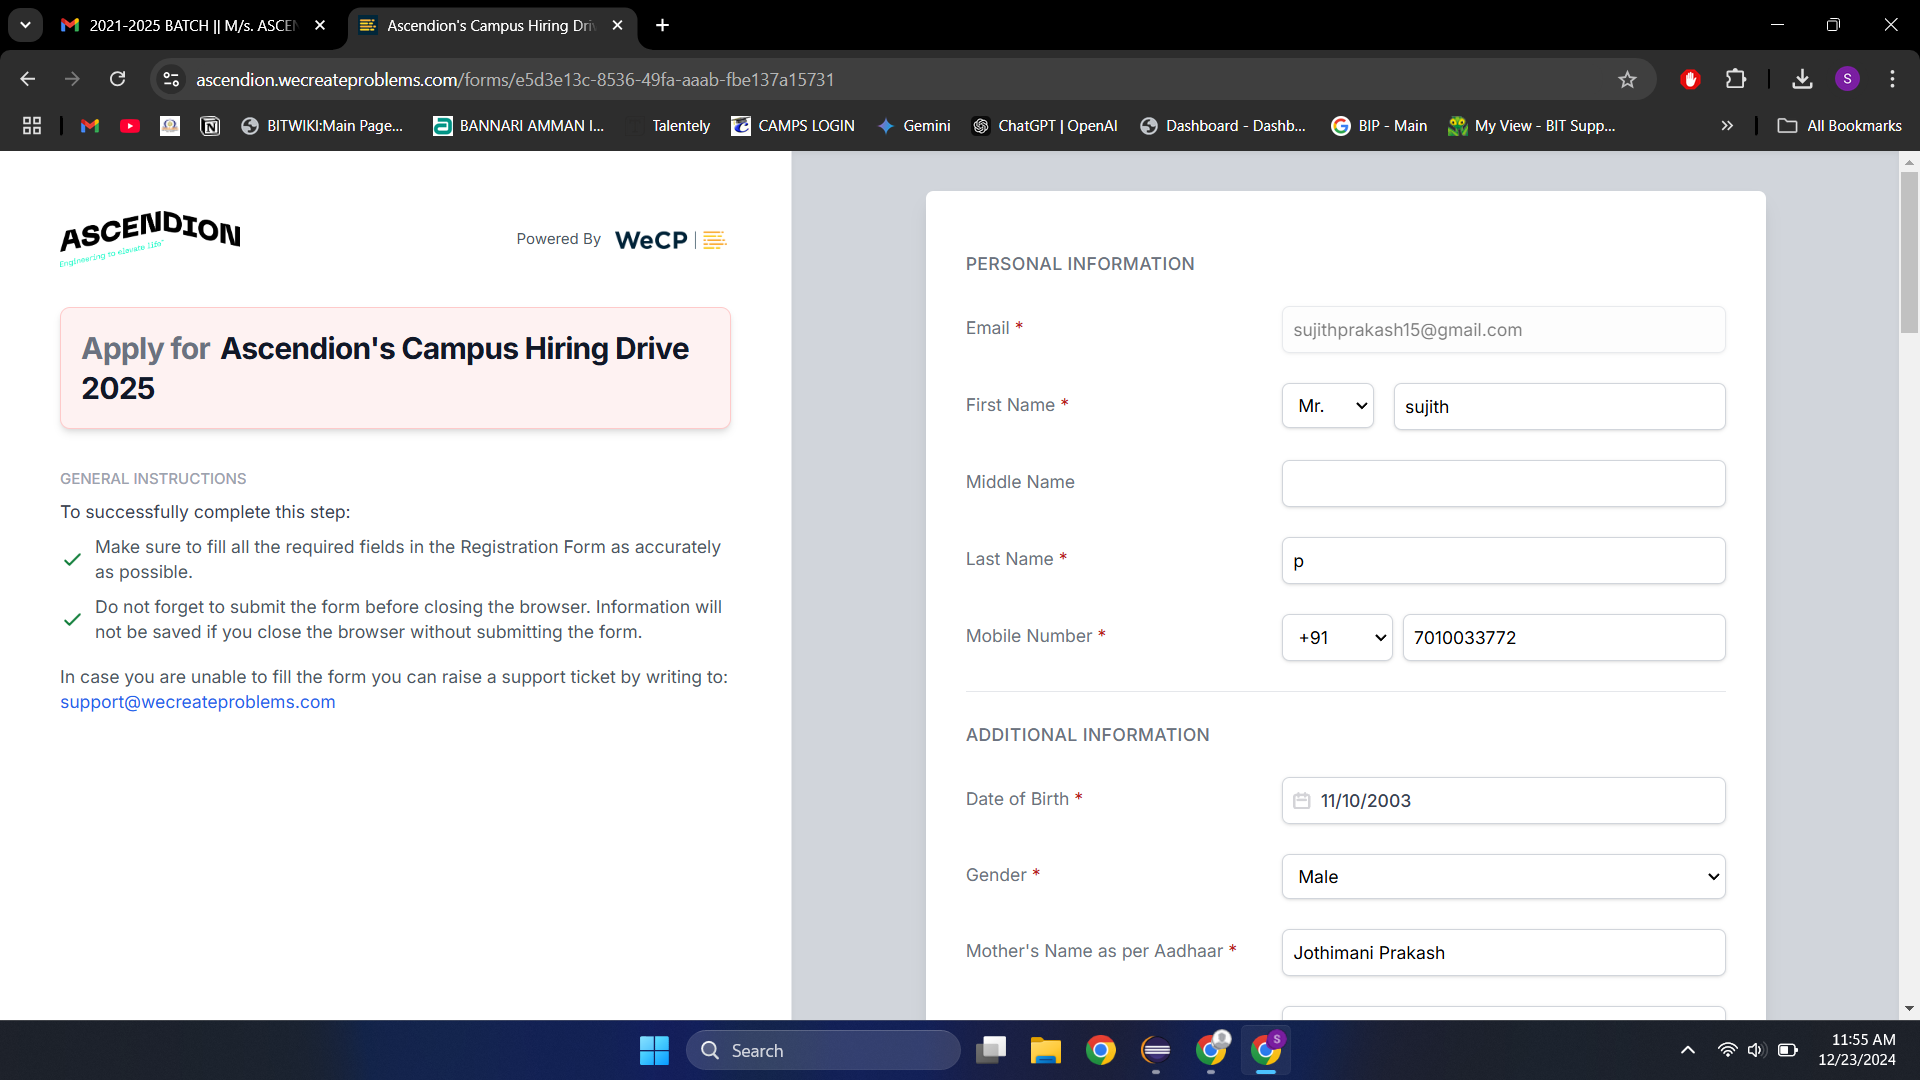 2021-2025 BATCH || M/s. ASCEN
Ascendion's Campus Hiring Driv
ascendion.wecreateproblems.com/forms/e5d3e13c-8536-49fa-aaab-fbe137a15731
S
BITWIKI:Main Page...
BANNARI AMMAN I...
Talentely
CAMPS LOGIN
Gemini
ChatGPT | OpenAI
Dashboard - Dashb...
BIP - Main
My View - BIT Supp...
All Bookmarks
ASCENDION
Engineering to elevate life™
Powered By WeCP
Apply for Ascendion's Campus Hiring Drive
2025
GENERAL INSTRUCTIONS
To successfully complete this step:
Make sure to fill all the required fields in the Registration Form as accurately
as possible.
Do not forget to submit the form before closing the browser. Information will
not be saved if you close the browser without submitting the form.
In case you are unable to fill the form you can raise a support ticket by writing to:
support@wecreateproblems.com
PERSONAL INFORMATION
Email * sujithprakash15@gmail.com
First Name * Mr. sujith
Middle Name
Last Name * p
Mobile Number * +91 7010033772
ADDITIONAL INFORMATION
Date of Birth * 11/10/2003
Gender * Male
Mother's Name as per Aadhaar * Jothimani Prakash
Search
S
11:55 AM
12/23/2024